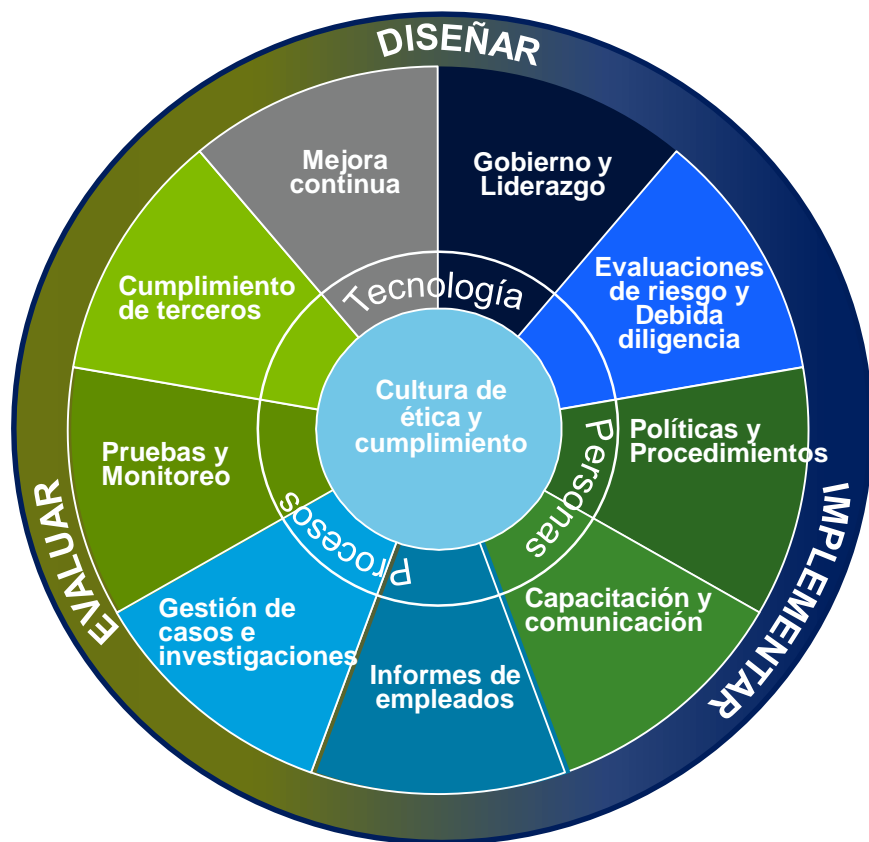 DISEÑAR
Mejora
continua
Gobierno y
Liderazgo
Evaluaciones
de riesgo y
Debida
diligencia
Cumplimiento
de terceros
Tecnología
Cultura de
ética y
cumplimiento
Personas
Políticas y
Procedimientos
Pruebas y
Monitoreo
Procesos
EVALUAR
IMPLEMENTAR
Capacitación y
comunicación
Gestión de
casos e
investigaciones
Informes de
empleados